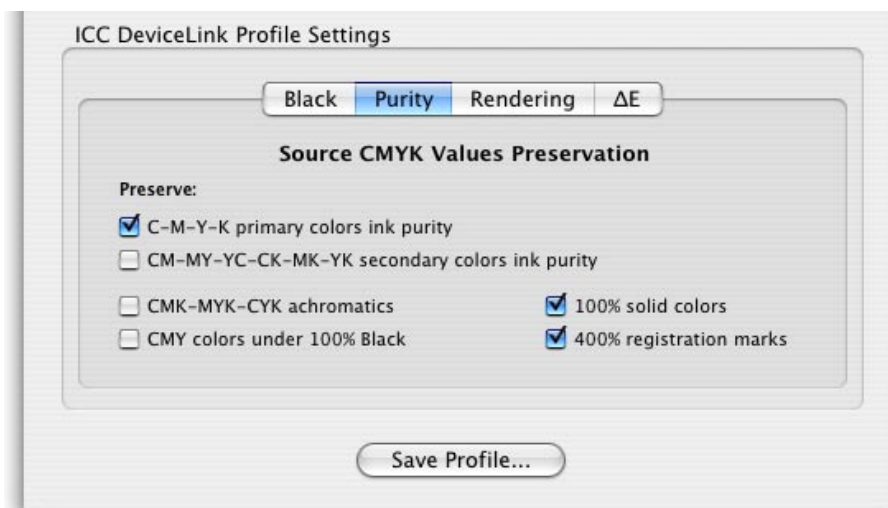 ICC DeviceLink Profile Settings
Black Purity Rendering ΔE
Source CMYK Values Preservation
Preserve:
C-M-Y-K primary colors ink purity
CM-MY-YC-CK-MK-YK secondary colors ink purity
CMK-MYK-CYK achromatics 100% solid colors
CMY colors under 100% Black 400% registration marks
Save Profile...